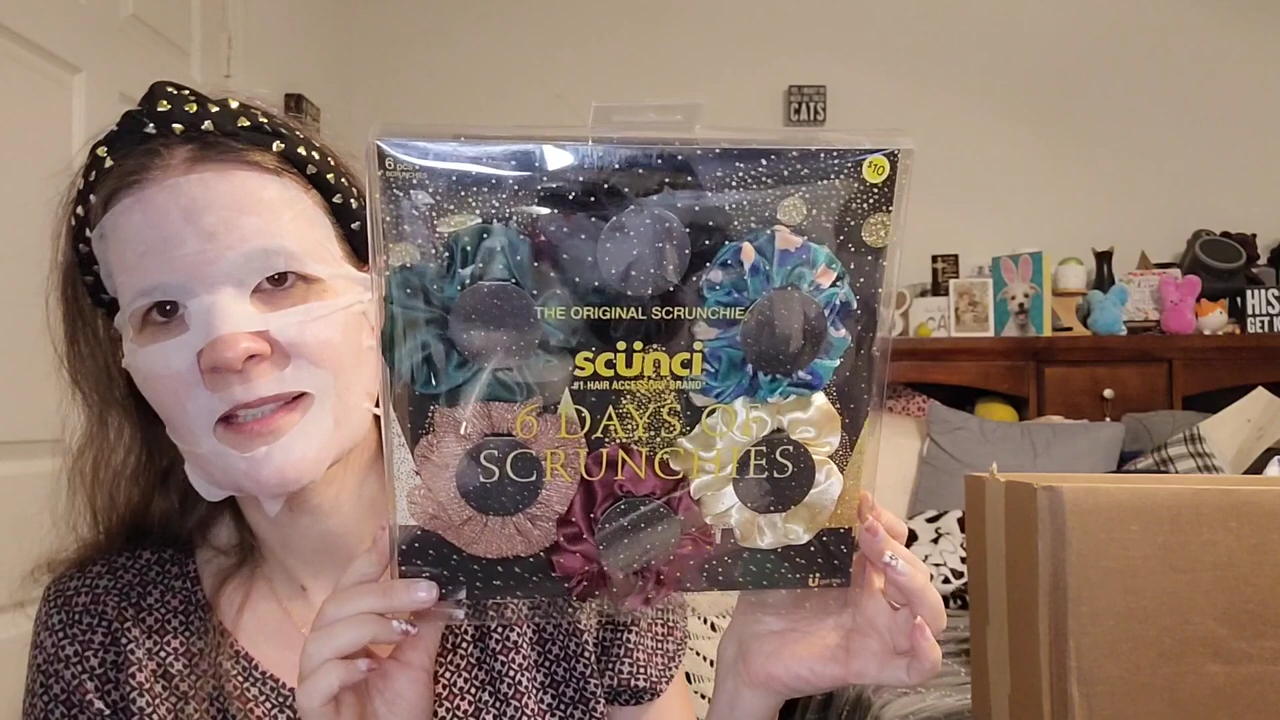 6 pcs
SCRUNCHIES
$10
THE ORIGINAL SCRUNCHIE
scünci
#1 HAIR ACCESSORY BRAND
6 DAYS OF
SCRUNCHIES
CATS
HIS
GET